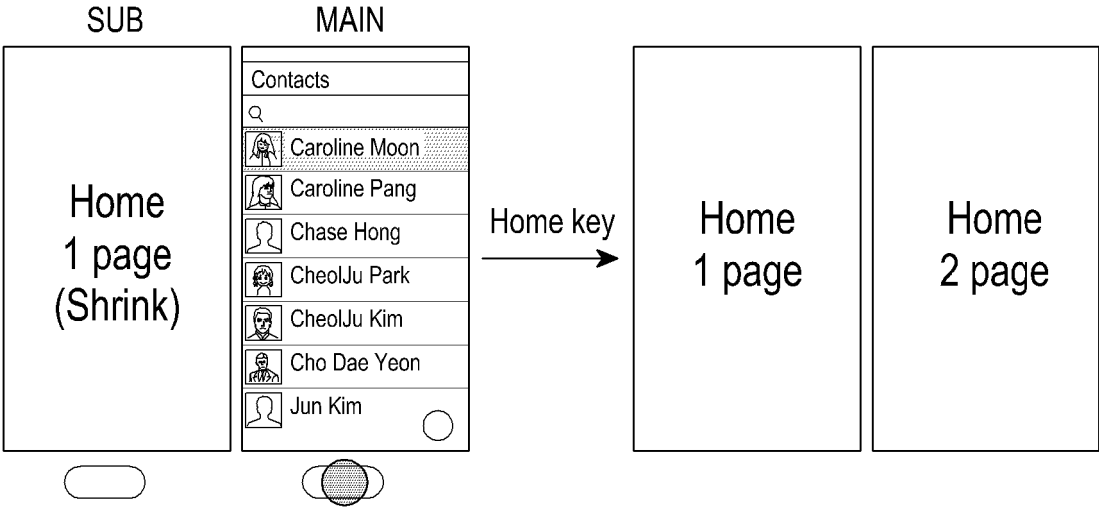 SUB
MAIN
Home
1 page
(Shrink)
Contacts
Caroline Moon
Caroline Pang
Chase Hong
CheolJu Park
CheolJu Kim
Cho Dae Yeon
Jun Kim
Home key
Home
1 page
Home
2 page